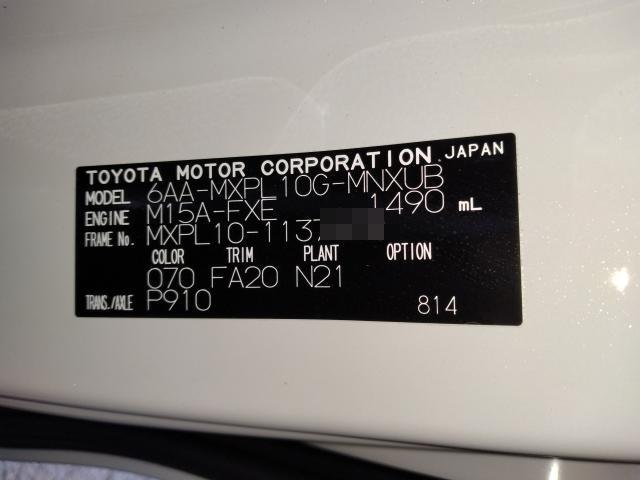 TOYOTA MOTOR CORPORATION JAPAN
MODEL 6AA-MXPL10G-MNXUB
ENGINE M15A-FXE 1490 mL
FRAME No. MXPL10-1137
COLOR TRIM PLANT OPTION
070 FA20 N21
TRANS./AXLE P910 814